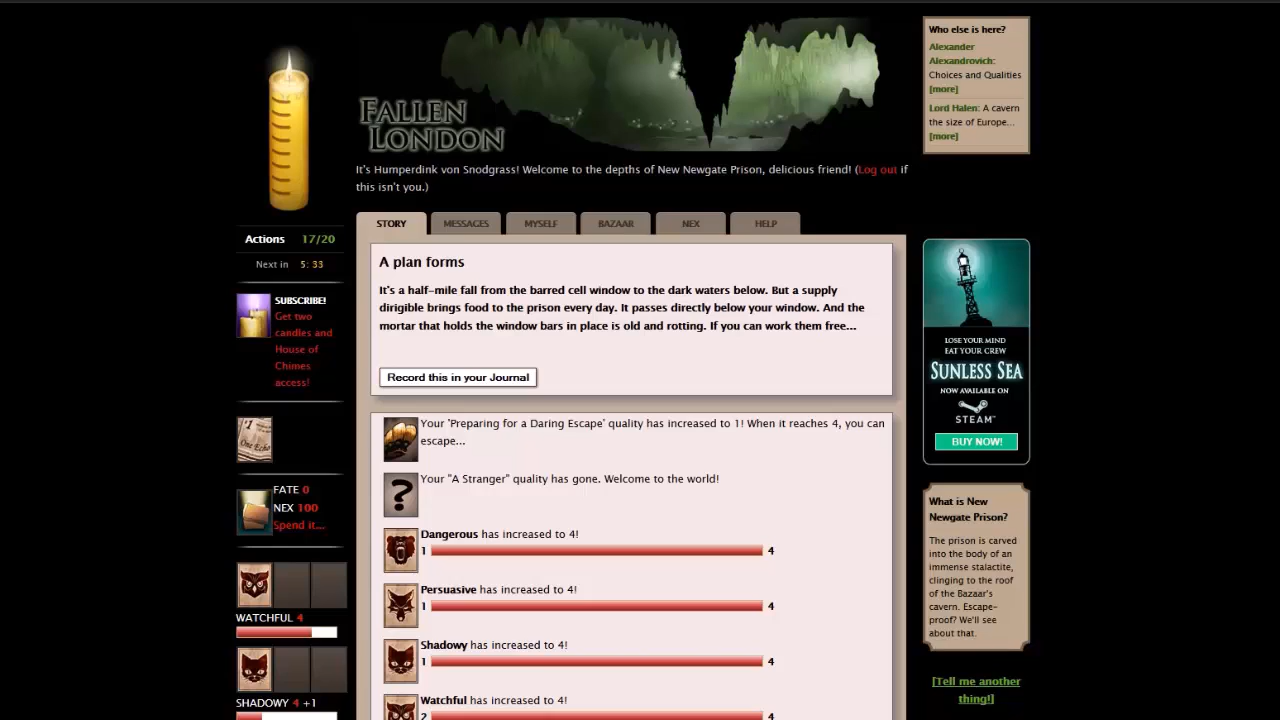 FALLEN
LONDON
It's Humperdink von Snodgrass! Welcome to the depths of New Newgate Prison, delicious friend! (Log out if
this isn't you.)
Actions 17/20
Next in 5: 33
SUBSCRIBE!
Get two
candles and
House of
Chimes
access!
#1
One Echo
FATE 0
NEX 100
Spend it...
WATCHFUL 4
SHADOWY 4 +1
STORY
MESSAGES
MYSELF
BAZAAR
NEX
HELP
A plan forms
It's a half-mile fall from the barred cell window to the dark waters below. But a supply
dirigible brings food to the prison every day. It passes directly below your window. And the
mortar that holds the window bars in place is old and rotting. If you can work them free...
Record this in your Journal
Your 'Preparing for a Daring Escape' quality has increased to 1! When it reaches 4, you can
escape...
?
Your "A Stranger" quality has gone. Welcome to the world!
Dangerous has increased to 4!
1 4
Persuasive has increased to 4!
1 4
Shadowy has increased to 4!
1 4
Watchful has increased to 4!
2 4
Who else is here?
Alexander
Alexandrovich:
Choices and Qualities
[more]
Lord Halen: A cavern
the size of Europe...
[more]
LOSE YOUR MIND
EAT YOUR CREW
SUNLESS SEA
NOW AVAILABLE ON
STEAM™
BUY NOW!
What is New
Newgate Prison?
The prison is carved
into the body of an
immense stalactite,
clinging to the roof
of the Bazaar's
cavern. Escape-
proof? We'll see
about that.
[Tell me another
thing!]